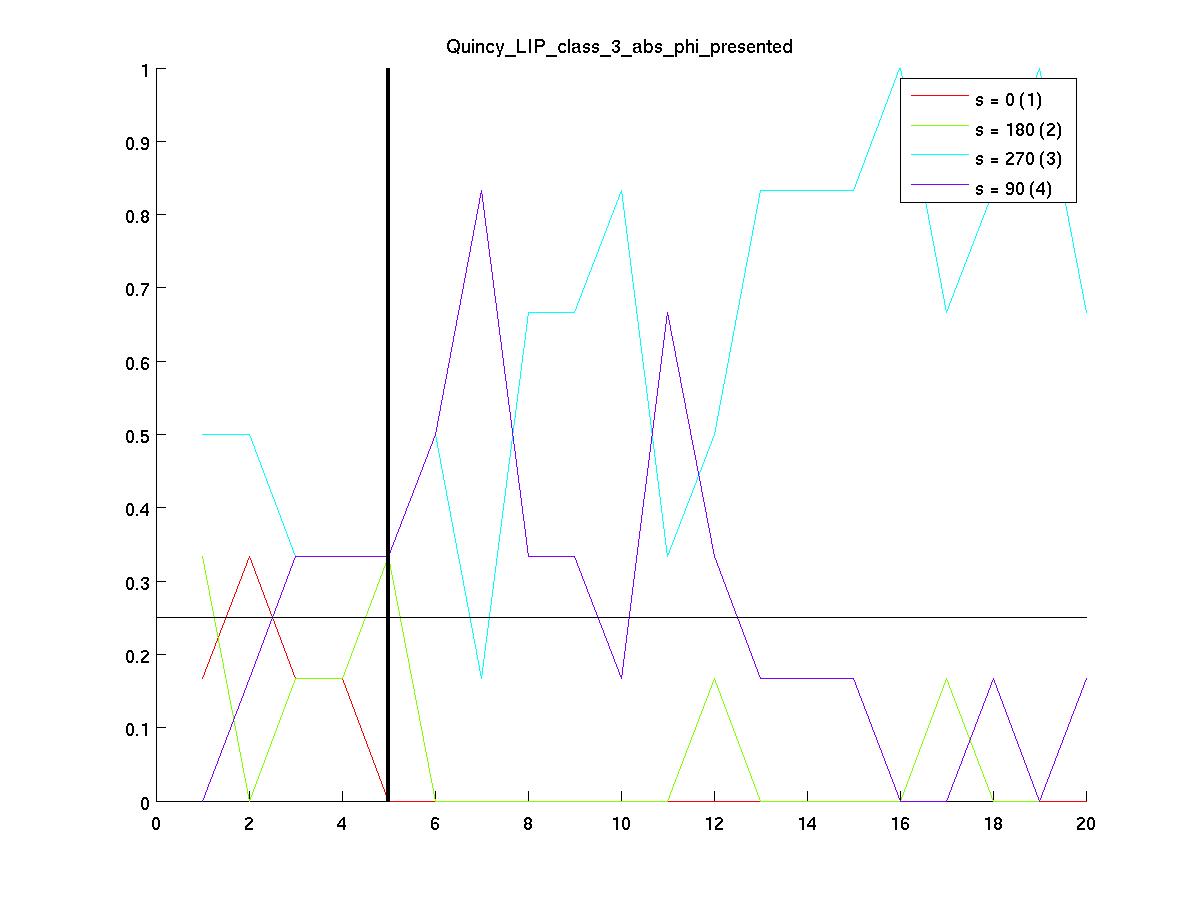 Quincy_LIP_class_3_abs_phi_presented
1
0.9
0.8
0.7
0.6
0.5
0.4
0.3
0.2
0.1
0
s = 0 (1)
s = 180 (2)
s = 270 (3)
s = 90 (4)
0 2 4 6 8 10 12 14 16 18 20